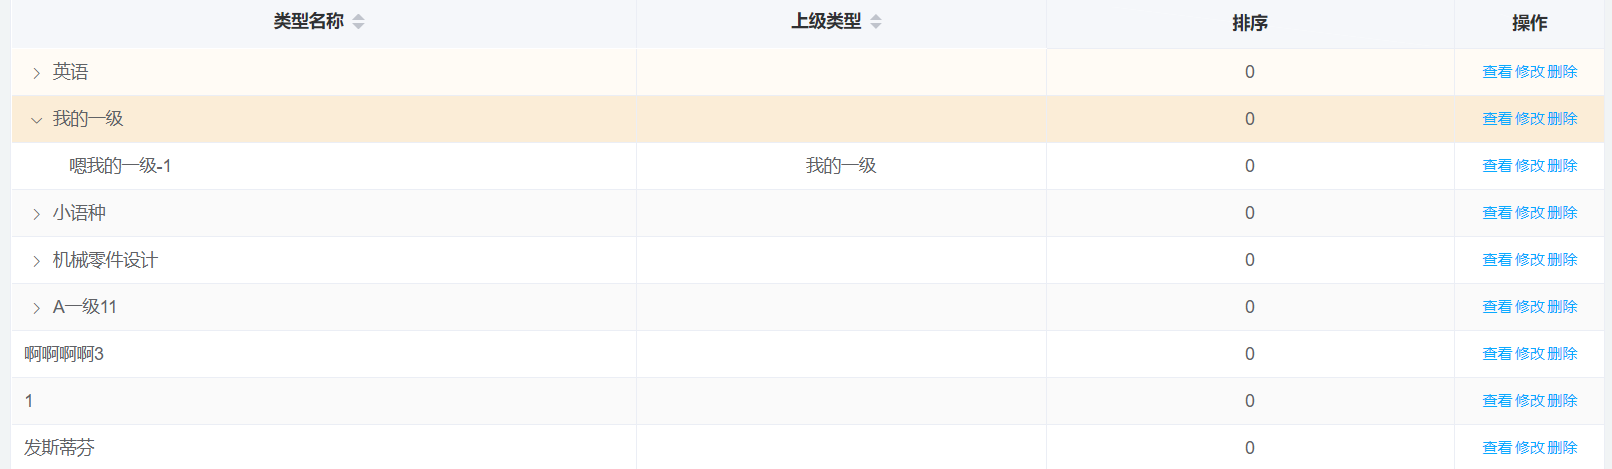 类型名称 上级类型 排序 操作
英语 0 查看 修改 删除
我的一级 0 查看 修改 删除
嗯我的一级-1 我的一级 0 查看 修改 删除
小语种 0 查看 修改 删除
机械零件设计 0 查看 修改 删除
A一级11 0 查看 修改 删除
啊啊啊啊3 0 查看 修改 删除
1 0 查看 修改 删除
发斯蒂芬 0 查看 修改 删除